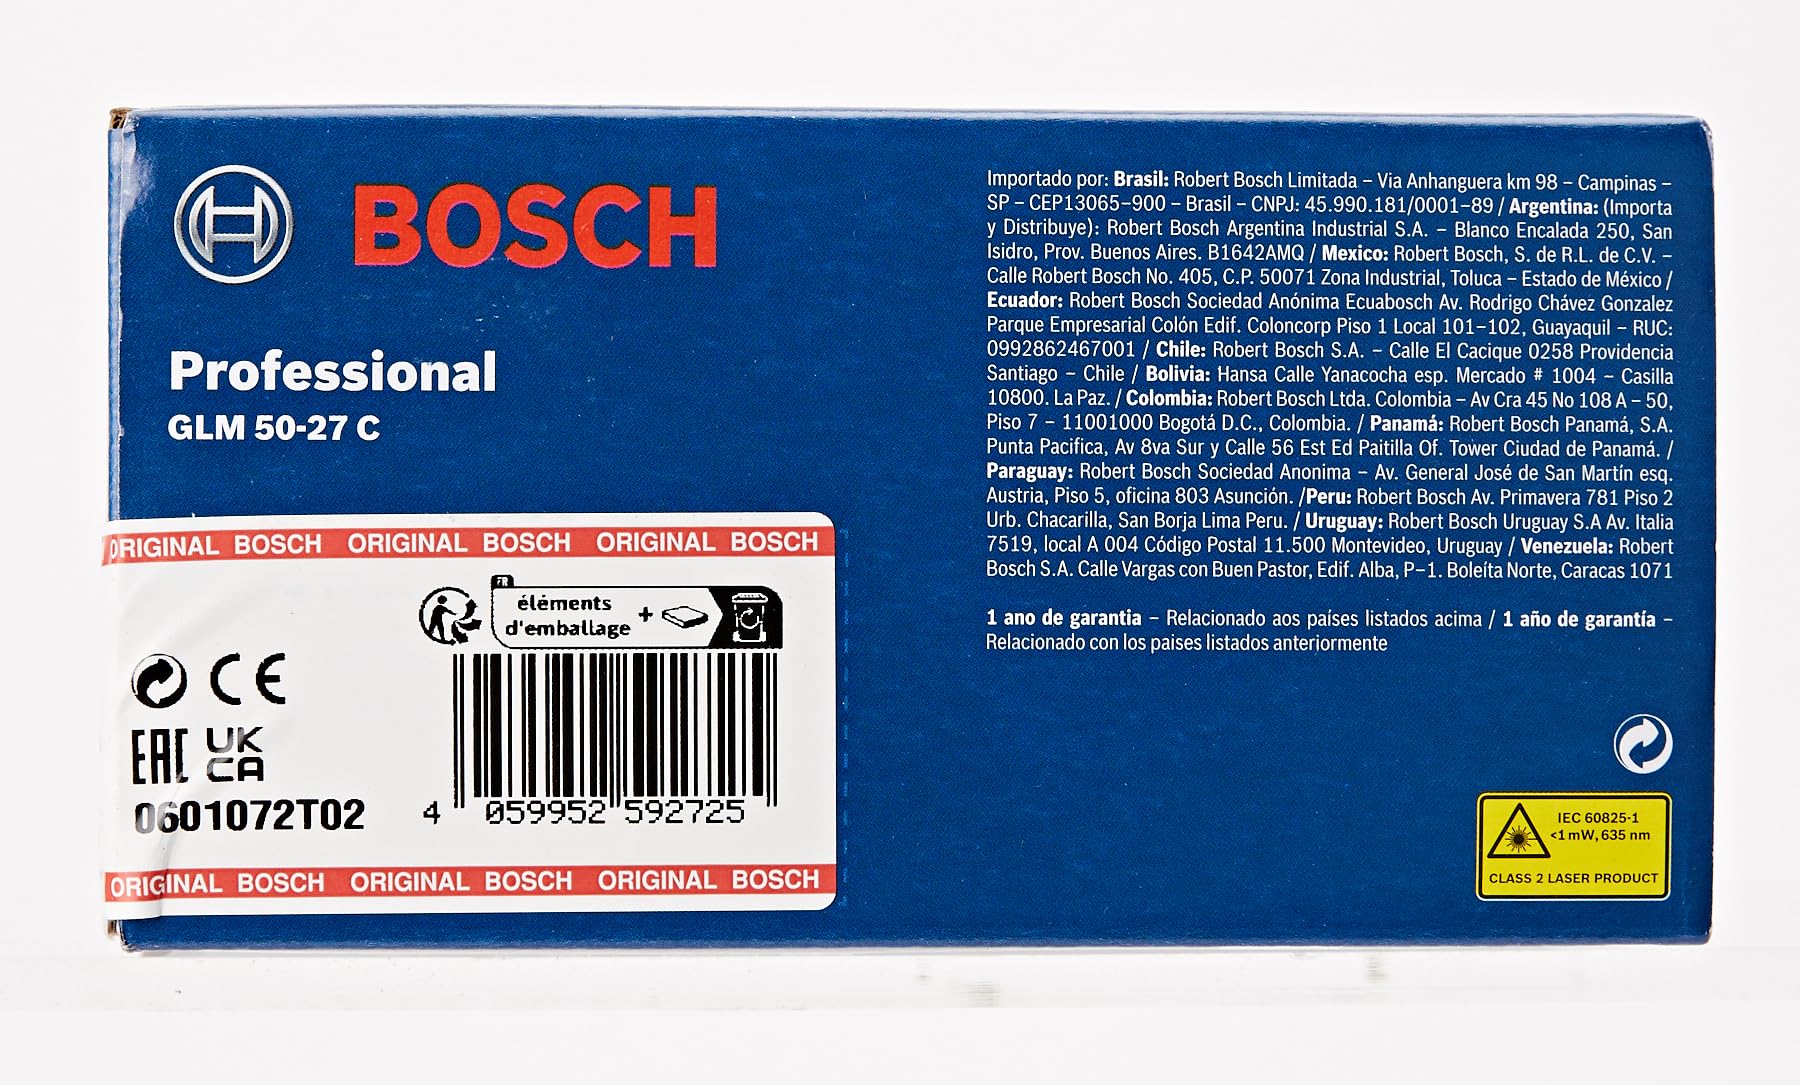 BOSCH
Professional
GLM 50-27 C
Importado por: Brasil: Robert Bosch Limitada – Via Anhanguera km 98 – Campinas –
SP – CEP13065–900 – Brasil – CNPJ: 45.990.181/0001–89 / Argentina: (Importa
y Distribuye): Robert Bosch Argentina Industrial S.A. – Blanco Encalada 250, San
Isidro, Prov. Buenos Aires. B1642AMQ / Mexico: Robert Bosch, S. de R.L. de C.V. –
Calle Robert Bosch No. 405, C.P. 50071 Zona Industrial, Toluca – Estado de México /
Ecuador: Robert Bosch Sociedad Anónima Ecuabosch Av. Rodrigo Chávez Gonzalez
Parque Empresarial Colón Edif. Coloncorp Piso 1 Local 101–102, Guayaquil – RUC:
0992862467001 / Chile: Robert Bosch S.A. – Calle El Cacique 0258 Providencia
Santiago – Chile / Bolivia: Hansa Calle Yanacocha esp. Mercado # 1004 – Casilla
10800. La Paz. / Colombia: Robert Bosch Ltda. Colombia – Av Cra 45 No 108 A – 50,
Piso 7 – 11001000 Bogotá D.C., Colombia. / Panamá: Robert Bosch Panamá, S.A.
Punta Pacifica, Av 8va Sur y Calle 56 Est Ed Paitilla Of. Tower Ciudad de Panamá. /
Paraguay: Robert Bosch Sociedad Anonima – Av. General José de San Martín esq.
Austria, Piso 5, oficina 803 Asunción. /Peru: Robert Bosch Av. Primavera 781 Piso 2
Urb. Chacarilla, San Borja Lima Peru. / Uruguay: Robert Bosch Uruguay S.A Av. Italia
7519, local A 004 Código Postal 11.500 Montevideo, Uruguay / Venezuela: Robert
Bosch S.A. Calle Vargas con Buen Pastor, Edif. Alba, P–1. Boleíta Norte, Caracas 1071
1 ano de garantia – Relacionado aos países listados acima / 1 año de garantía –
Relacionado con los paises listados anteriormente
ORIGINAL BOSCH ORIGINAL BOSCH ORIGINAL BOSCH
FR
éléments
d'emballage +
CE
EAC UK
CA
0601072T02
4 059952 592725
ORIGINAL BOSCH ORIGINAL BOSCH ORIGINAL BOSCH
IEC 60825-1
<1 mW, 635 nm
CLASS 2 LASER PRODUCT